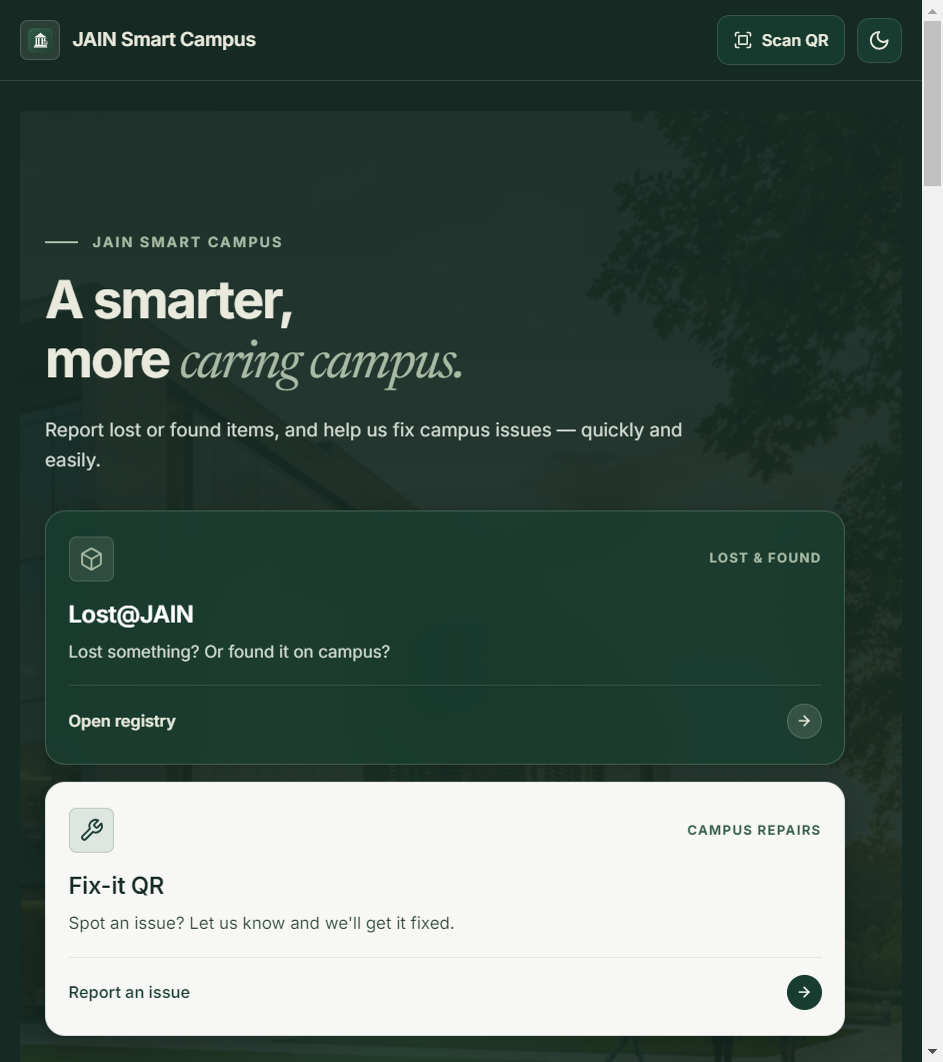 JAIN Smart Campus
Scan QR
JAIN SMART CAMPUS
A smarter,
more caring campus.
Report lost or found items, and help us fix campus issues — quickly and
easily.
LOST & FOUND
Lost@JAIN
Lost something? Or found it on campus?
Open registry
CAMPUS REPAIRS
Fix-it QR
Spot an issue? Let us know and we'll get it fixed.
Report an issue